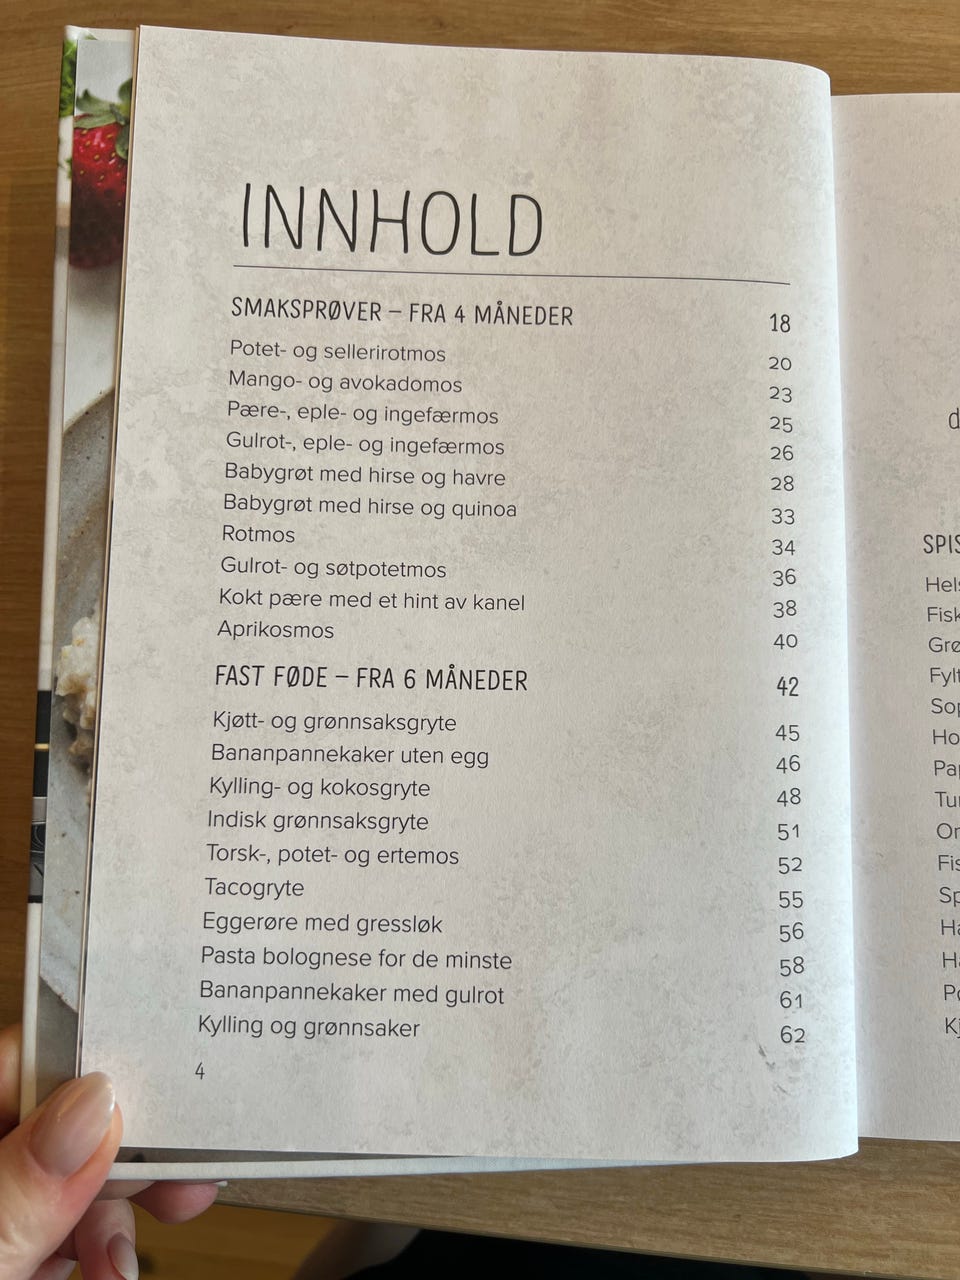 INNHOLD
SMAKSPRØVER – FRA 4 MÅNEDER 18
Potet- og sellerirotmos 20
Mango- og avokadomos 23
Pære-, eple- og ingefærmos 25
Gulrot-, eple- og ingefærmos 26
Babygrøt med hirse og havre 28
Babygrøt med hirse og quinoa 33
Rotmos 34
Gulrot- og søtpotetmos 36
Kokt pære med et hint av kanel 38
Aprikosmos 40
FAST FØDE – FRA 6 MÅNEDER 42
Kjøtt- og grønnsaksgryte 45
Bananpannekaker uten egg 46
Kylling- og kokosgryte 48
Indisk grønnsaksgryte 51
Torsk-, potet- og ertemos 52
Tacogryte 55
Eggerøre med gressløk 56
Pasta bolognese for de minste 58
Bananpannekaker med gulrot 61
Kylling og grønnsaker 62
4